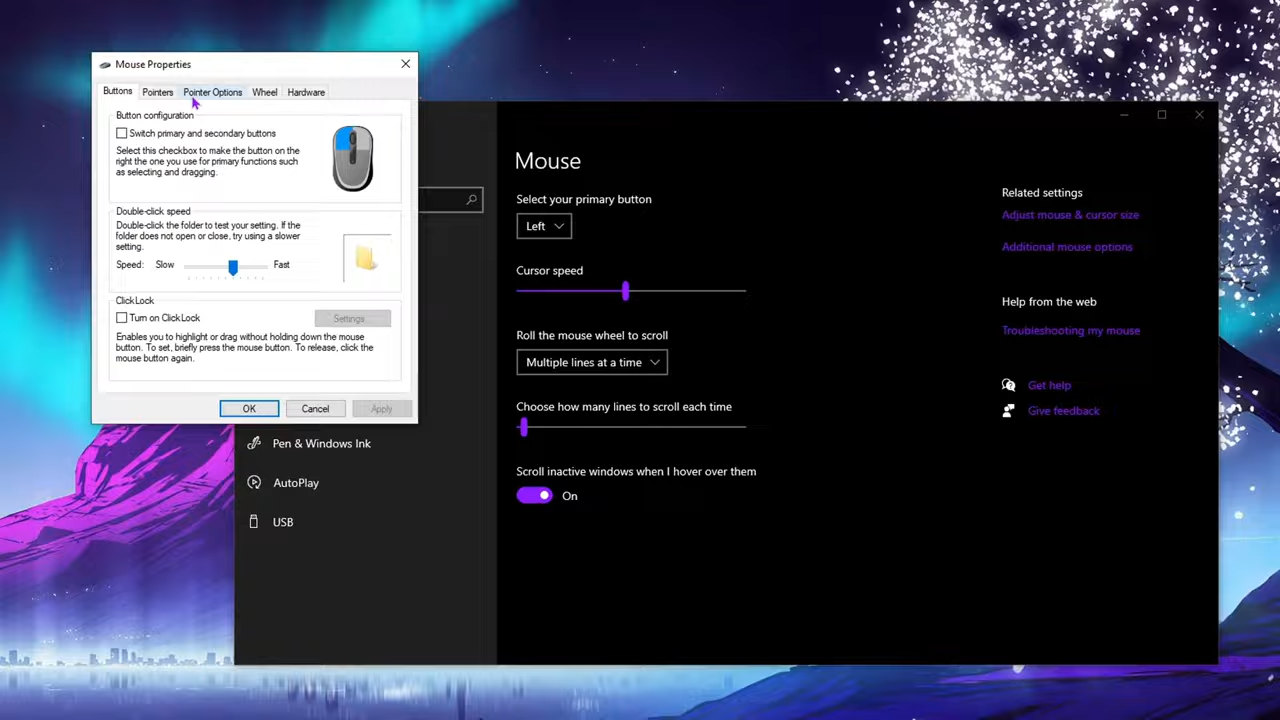 Mouse Properties
Buttons
Pointers
Pointer Options
Wheel
Hardware
Button configuration
Switch primary and secondary buttons
Select this checkbox to make the button on the
right the one you use for primary functions such
as selecting and dragging.
Double-click speed
Double-click the folder to test your setting. If the
folder does not open or close, try using a slower
setting.
Speed:
Slow
Fast
ClickLock
Turn on ClickLock
Settings...
Enables you to highlight or drag without holding down the mouse
button. To set, briefly press the mouse button. To release, click the
mouse button again.
OK
Cancel
Apply
Pen & Windows Ink
AutoPlay
USB
Mouse
Select your primary button
Left
Cursor speed
Roll the mouse wheel to scroll
Multiple lines at a time
Choose how many lines to scroll each time
Scroll inactive windows when I hover over them
On
Related settings
Adjust mouse & cursor size
Additional mouse options
Help from the web
Troubleshooting my mouse
Get help
Give feedback